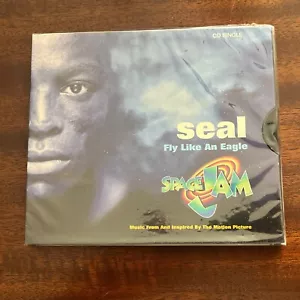 CD SINGLE
seal
Fly Like An Eagle
SPACE JAM
Music From And Inspired By The Motion Picture